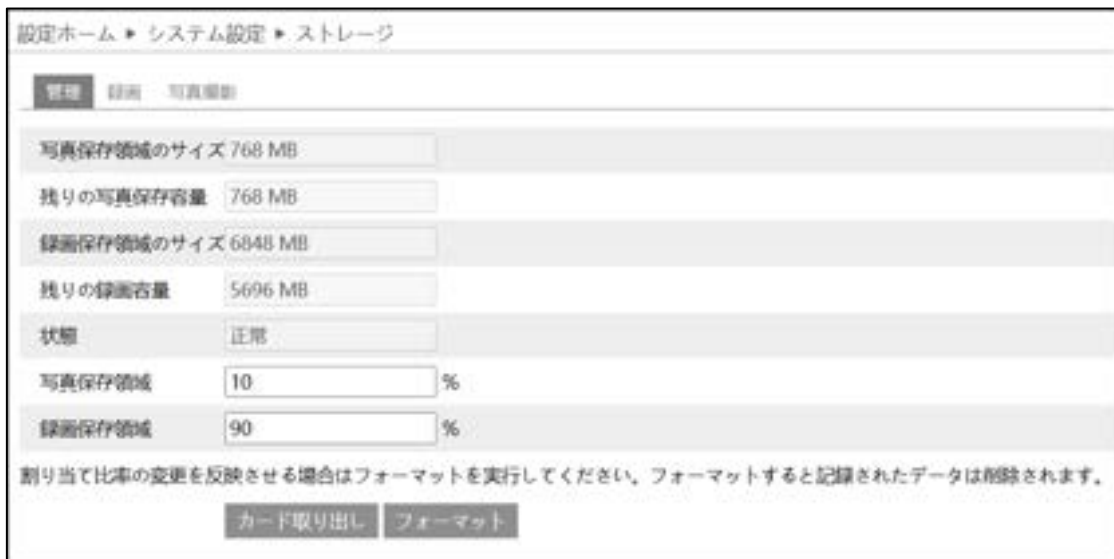 設定ホーム ▶ システム設定 ▶ ストレージ
管理 録画 写真撮影
写真保存領域のサイズ 768 MB
残りの写真保存容量 768 MB
録画保存領域のサイズ 6848 MB
残りの録画容量 5696 MB
状態 正常
写真保存領域 10 %
録画保存領域 90 %
割り当て比率の変更を反映させる場合はフォーマットを実行してください。フォーマットすると記録されたデータは削除されます。
カード取り出し フォーマット